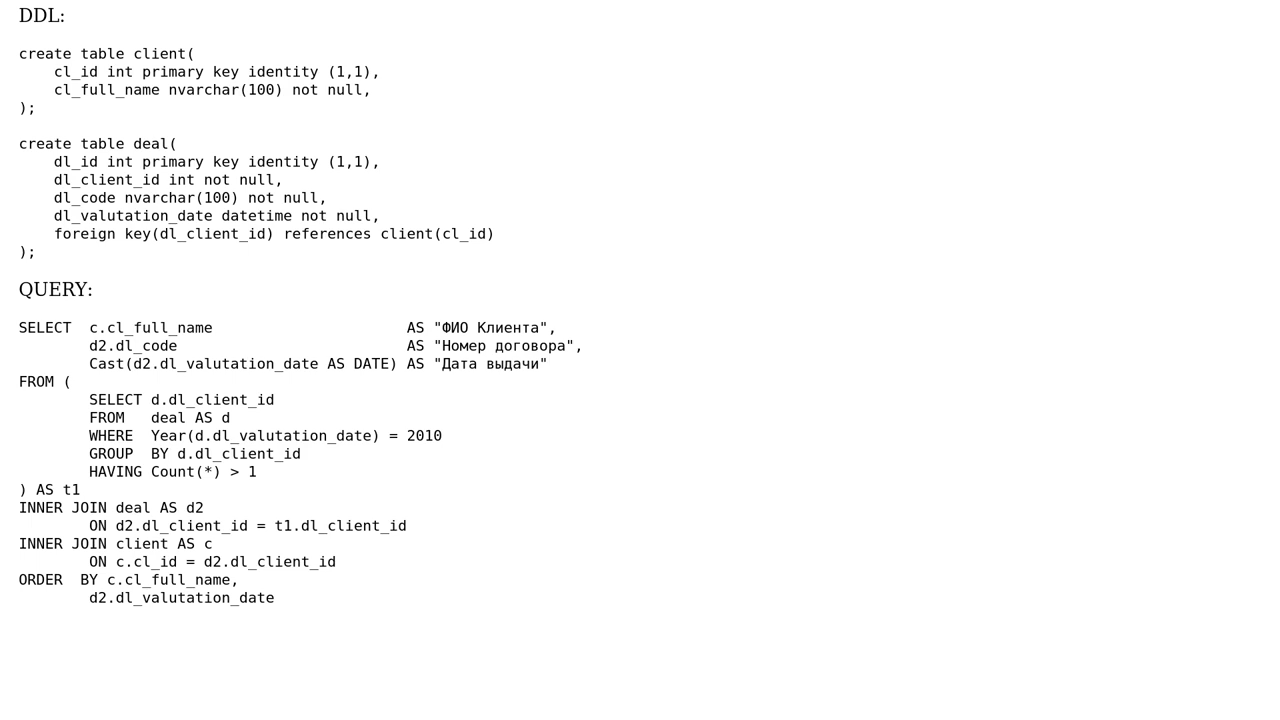 DDL:
create table client(
    cl_id int primary key identity (1,1),
    cl_full_name nvarchar(100) not null,
);
create table deal(
    dl_id int primary key identity (1,1),
    dl_client_id int not null,
    dl_code nvarchar(100) not null,
    dl_valutation_date datetime not null,
    foreign key(dl_client_id) references client(cl_id)
);
QUERY:
SELECT  c.cl_full_name                      AS "ФИО Клиента",
        d2.dl_code                          AS "Номер договора",
        Cast(d2.dl_valutation_date AS DATE) AS "Дата выдачи"
FROM (
        SELECT d.dl_client_id
        FROM   deal AS d
        WHERE  Year(d.dl_valutation_date) = 2010
        GROUP  BY d.dl_client_id
        HAVING Count(*) > 1
) AS t1
INNER JOIN deal AS d2
        ON d2.dl_client_id = t1.dl_client_id
INNER JOIN client AS c
        ON c.cl_id = d2.dl_client_id
ORDER  BY c.cl_full_name,
        d2.dl_valutation_date